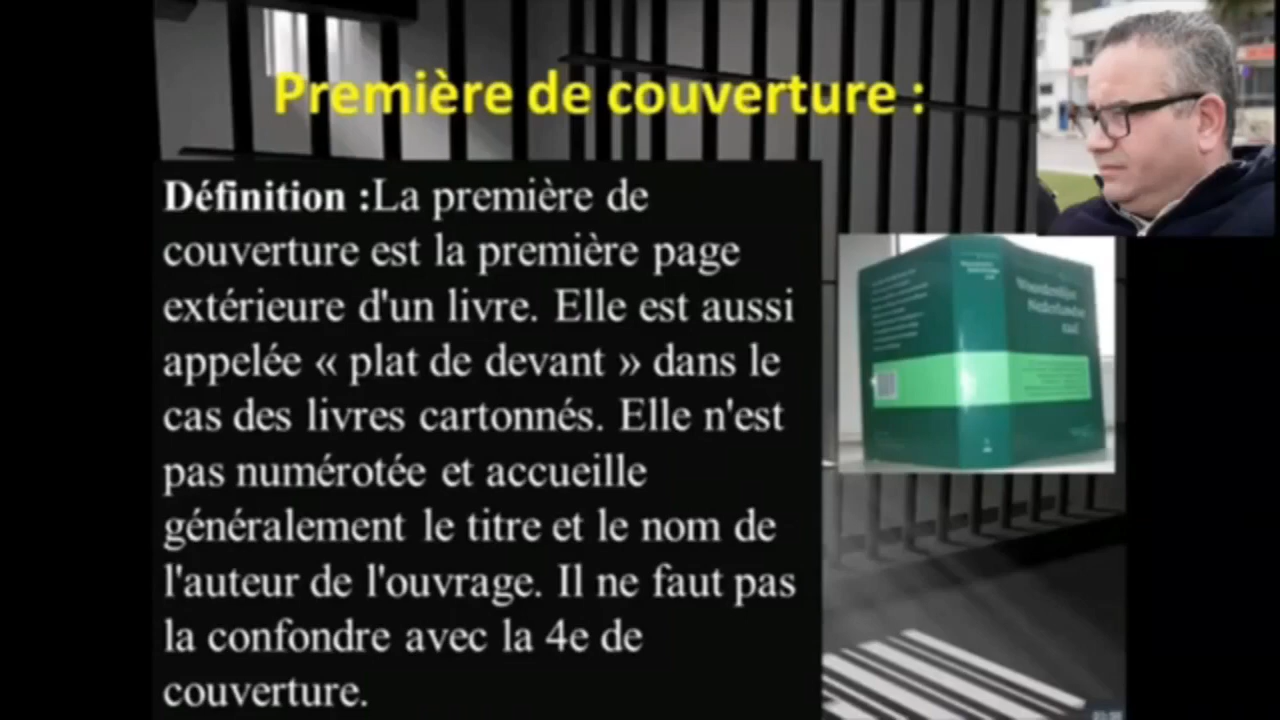 Première de couverture :
Définition :La première de
couverture est la première page
extérieure d'un livre. Elle est aussi
appelée « plat de devant » dans le
cas des livres cartonnés. Elle n'est
pas numérotée et accueille
généralement le titre et le nom de
l'auteur de l'ouvrage. Il ne faut pas
la confondre avec la 4e de
couverture.